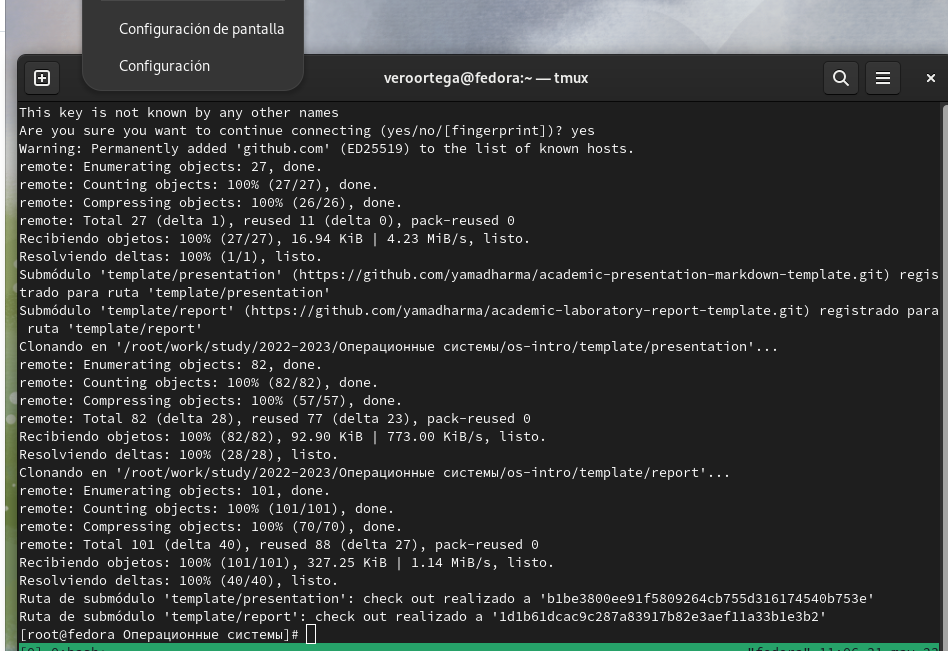 Configuración de pantalla
Configuración
veroortega@fedora:~ — tmux
This key is not known by any other names
Are you sure you want to continue connecting (yes/no/[fingerprint])? yes
Warning: Permanently added 'github.com' (ED25519) to the list of known hosts.
remote: Enumerating objects: 27, done.
remote: Counting objects: 100% (27/27), done.
remote: Compressing objects: 100% (26/26), done.
remote: Total 27 (delta 1), reused 11 (delta 0), pack-reused 0
Recibiendo objetos: 100% (27/27), 16.94 KiB | 4.23 MiB/s, listo.
Resolviendo deltas: 100% (1/1), listo.
Submódulo 'template/presentation' (https://github.com/yamadharma/academic-presentation-markdown-template.git) regis
trado para ruta 'template/presentation'
Submódulo 'template/report' (https://github.com/yamadharma/academic-laboratory-report-template.git) registrado para
 ruta 'template/report'
Clonando en '/root/work/study/2022-2023/Операционные системы/os-intro/template/presentation'...
remote: Enumerating objects: 82, done.
remote: Counting objects: 100% (82/82), done.
remote: Compressing objects: 100% (57/57), done.
remote: Total 82 (delta 28), reused 77 (delta 23), pack-reused 0
Recibiendo objetos: 100% (82/82), 92.90 KiB | 773.00 KiB/s, listo.
Resolviendo deltas: 100% (28/28), listo.
Clonando en '/root/work/study/2022-2023/Операционные системы/os-intro/template/report'...
remote: Enumerating objects: 101, done.
remote: Counting objects: 100% (101/101), done.
remote: Compressing objects: 100% (70/70), done.
remote: Total 101 (delta 40), reused 88 (delta 27), pack-reused 0
Recibiendo objetos: 100% (101/101), 327.25 KiB | 1.14 MiB/s, listo.
Resolviendo deltas: 100% (40/40), listo.
Ruta de submódulo 'template/presentation': check out realizado a 'b1be3800ee91f5809264cb755d316174540b753e'
Ruta de submódulo 'template/report': check out realizado a '1d1b61dcac9c287a83917b82e3aef11a33b1e3b2'
[root@fedora Операционные системы]#